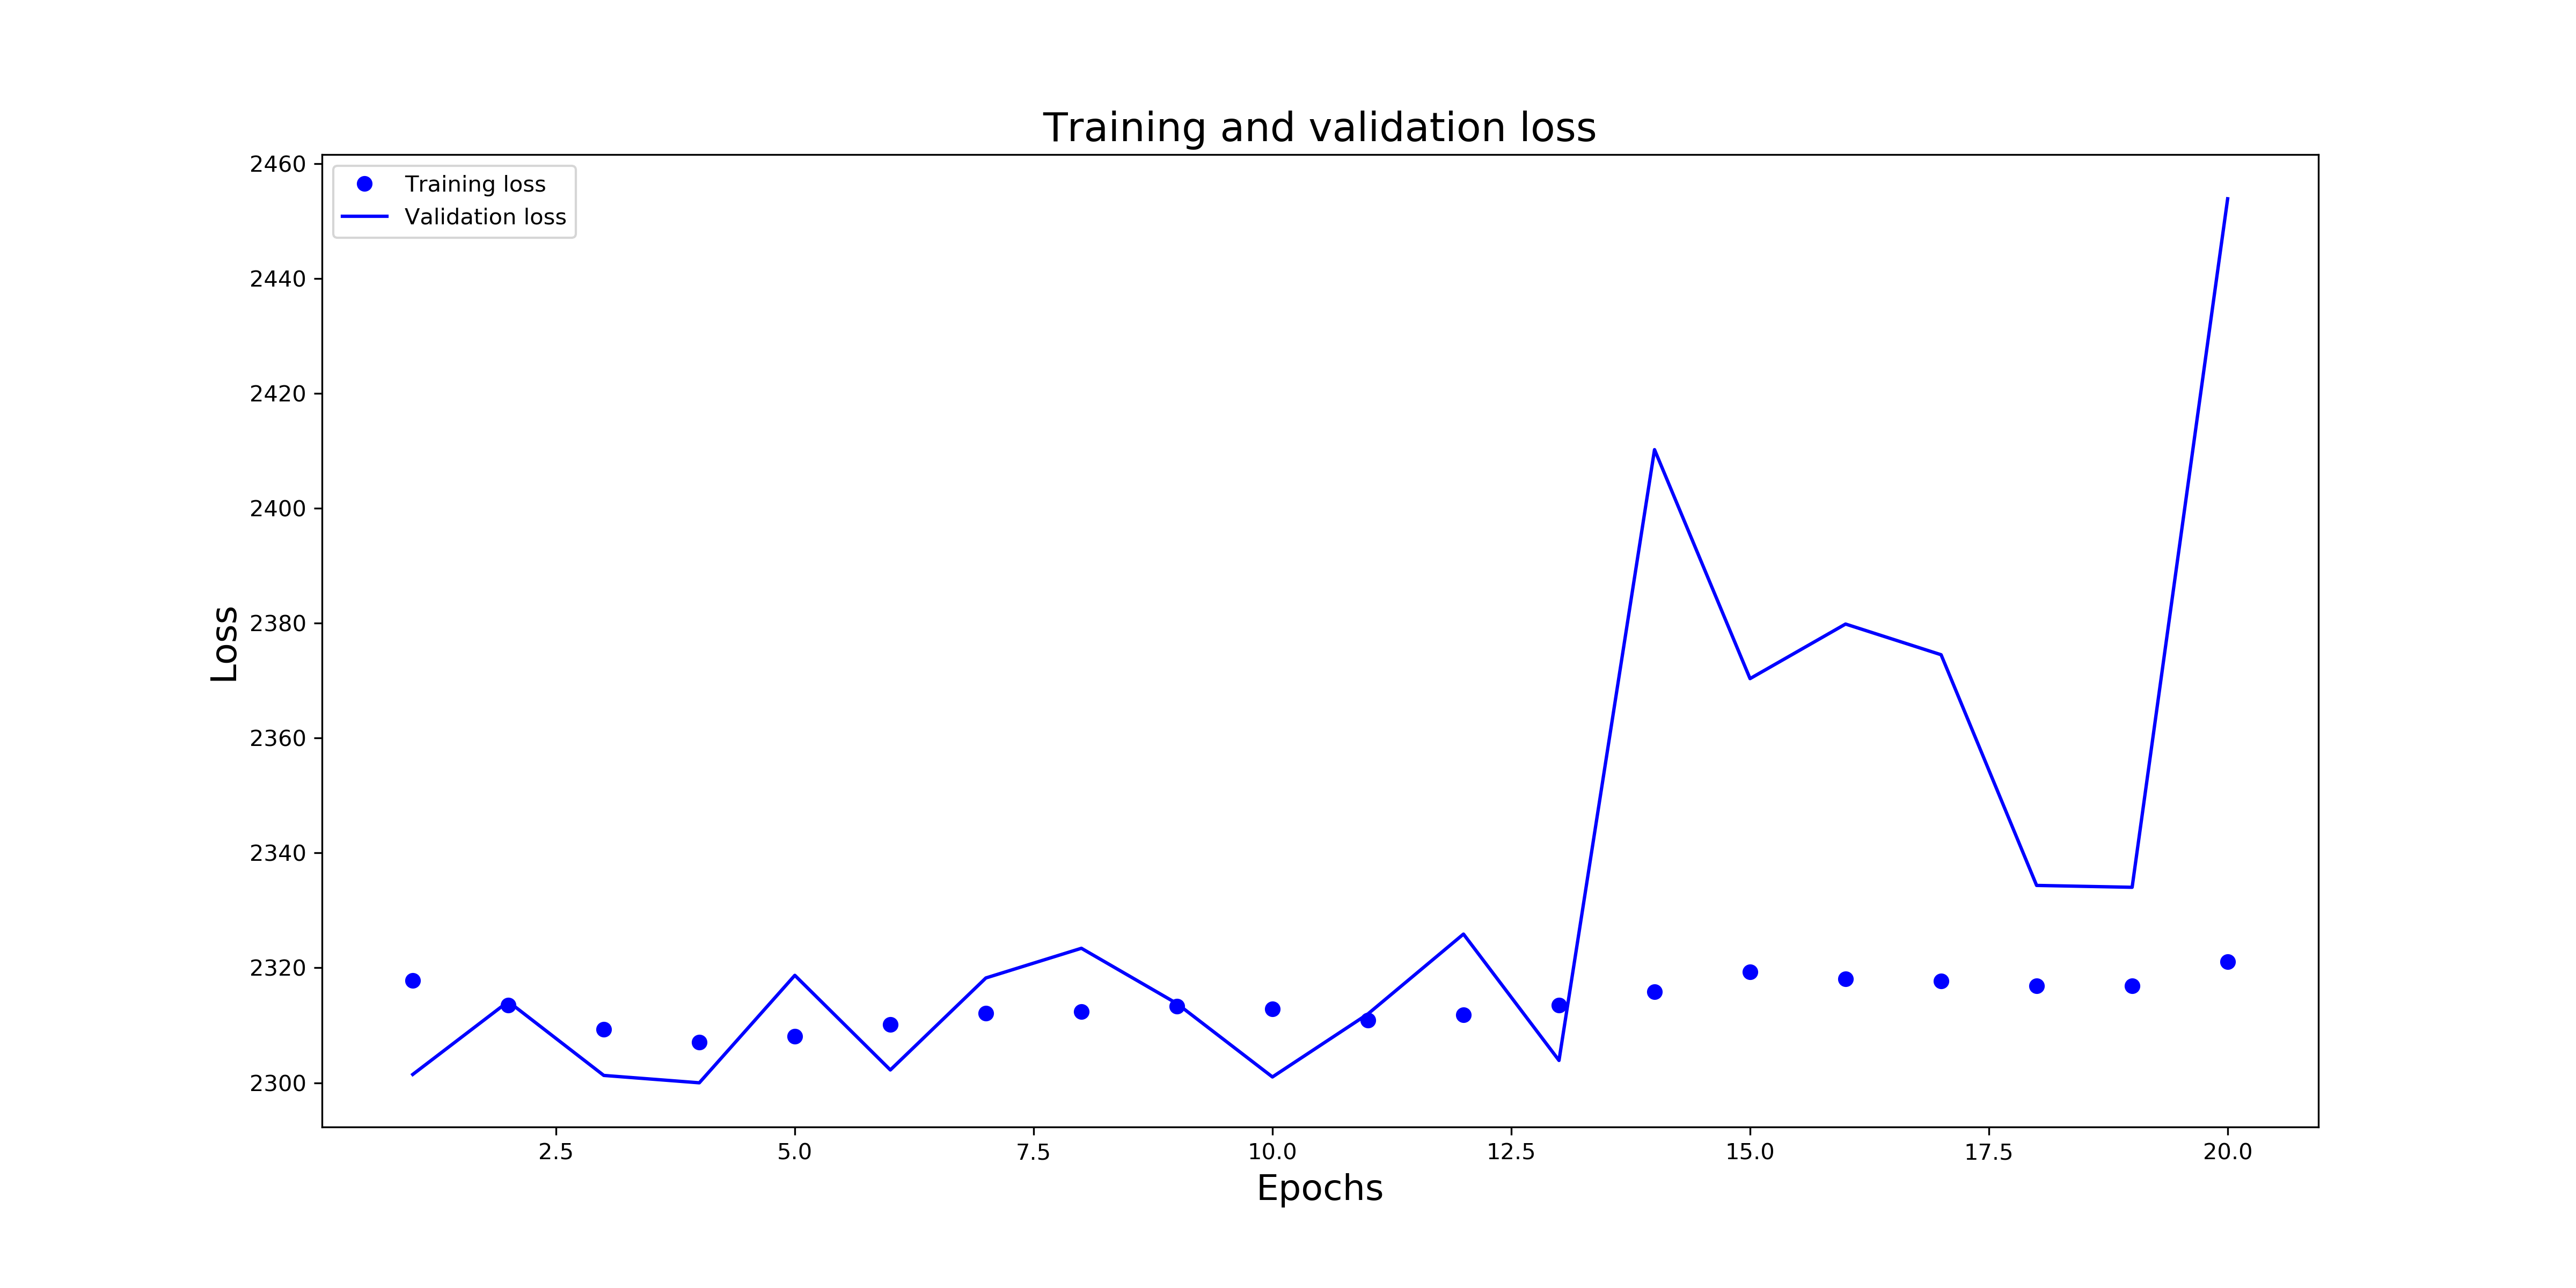 Training and validation loss
Training loss
Validation loss
2460
2440
2420
2400
2380
2360
2340
2320
2300
Loss
2.5 5.0 7.5 10.0 12.5 15.0 17.5 20.0
Epochs